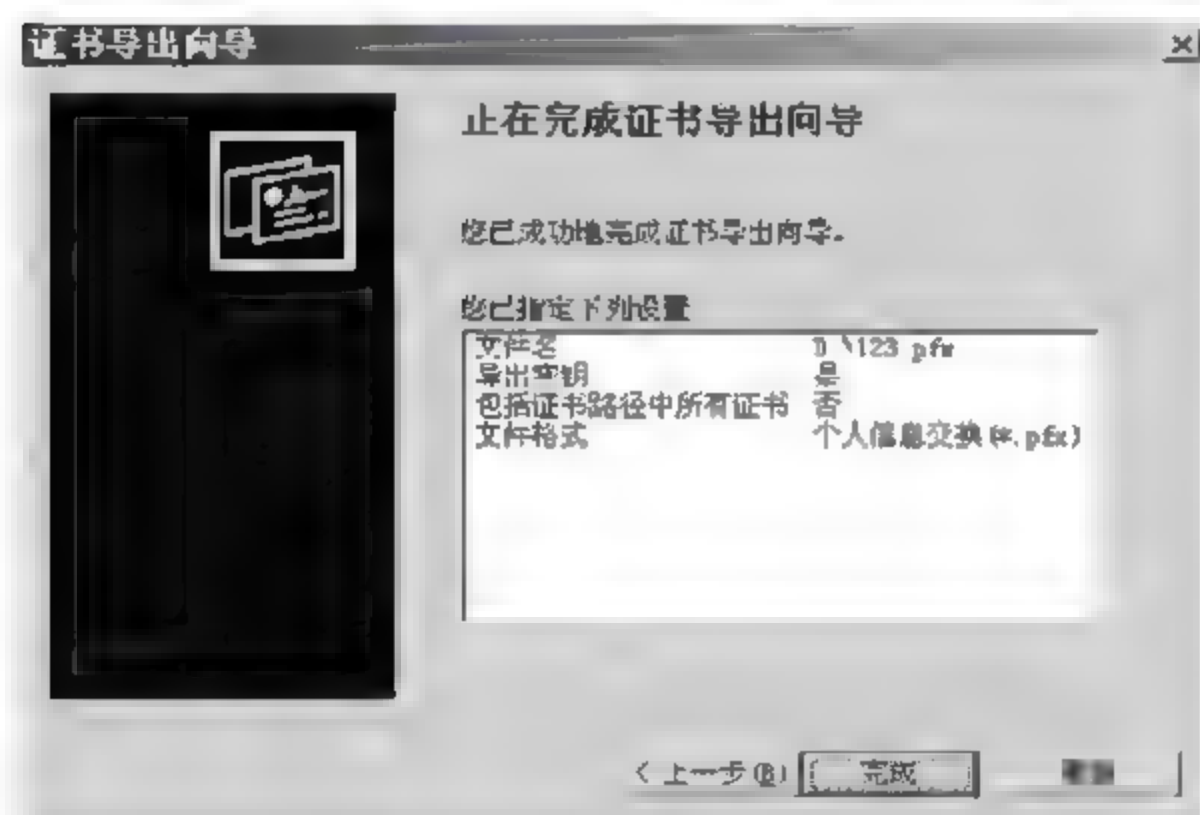 证书导出向导
正在完成证书导出向导
您已成功地完成证书导出向导。
您已指定下列设置
文件名 D \123 pfx
导出密钥 是
包括证书路径中所有证书 否
文件格式 个人信息交换(*.pfx)
< 上一步(B)
完成